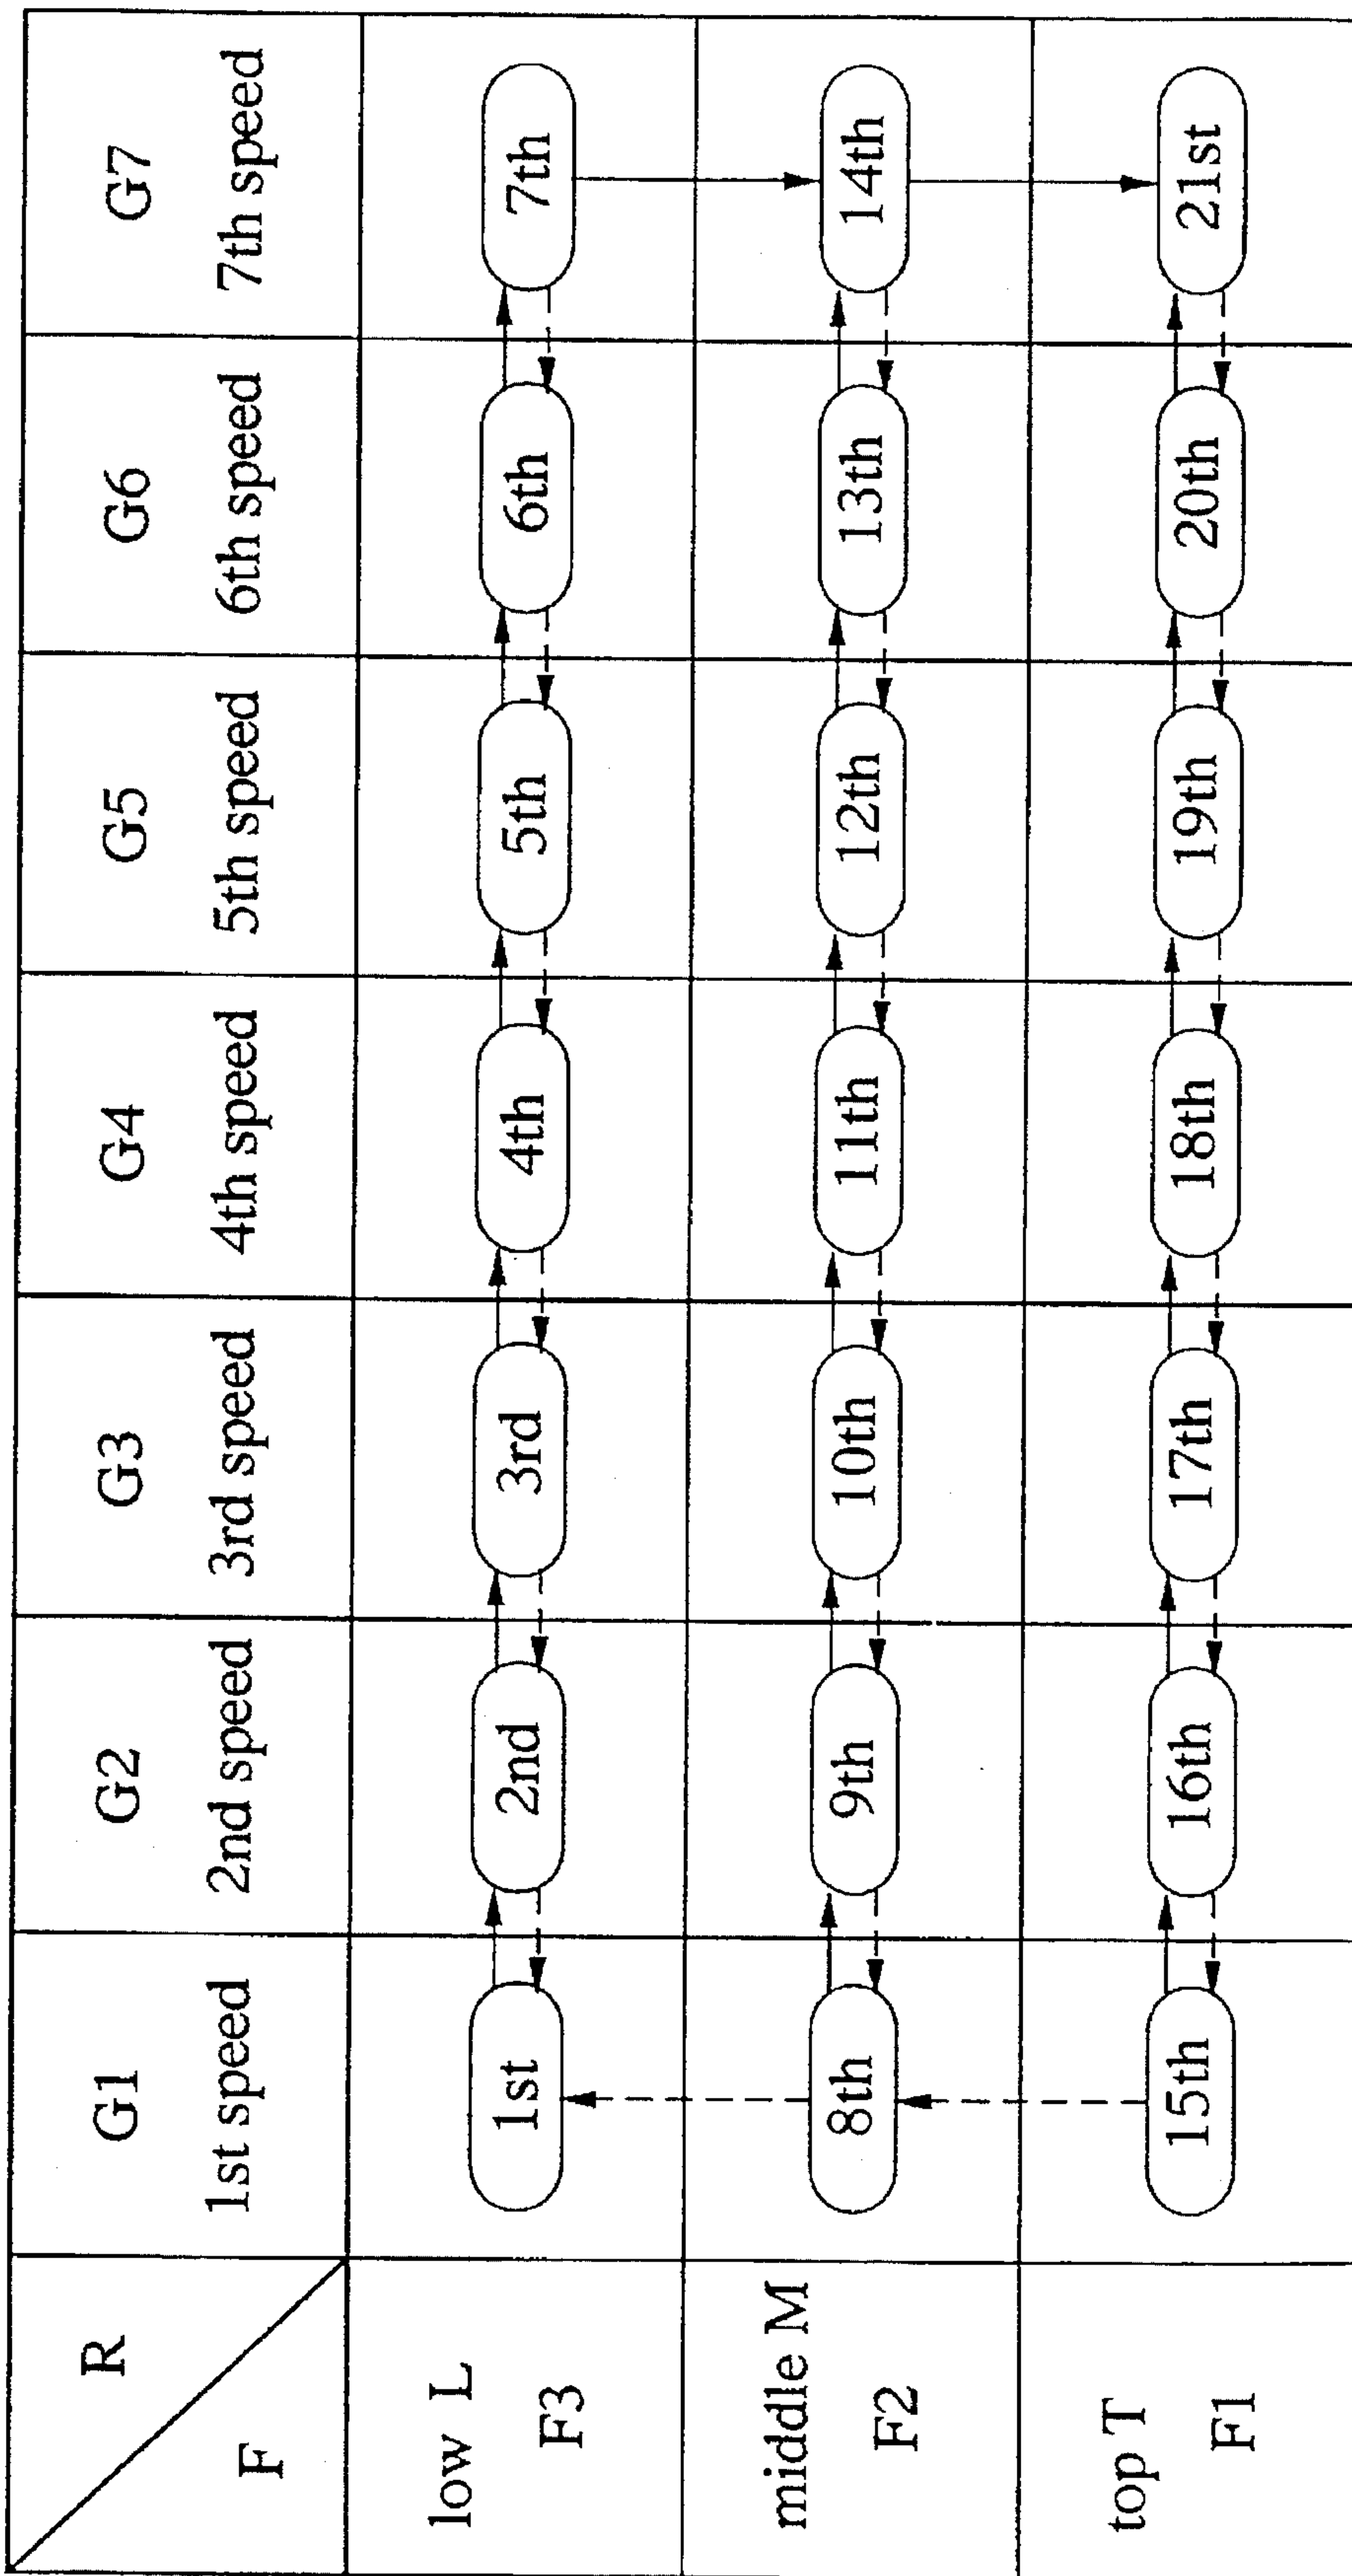 R
F
G1
1st speed
G2
2nd speed
G3
3rd speed
G4
4th speed
G5
5th speed
G6
6th speed
G7
7th speed
low L
F3
1st
2nd
3rd
4th
5th
6th
7th
middle M
F2
8th
9th
10th
11th
12th
13th
14th
top T
F1
15th
16th
17th
18th
19th
20th
21st